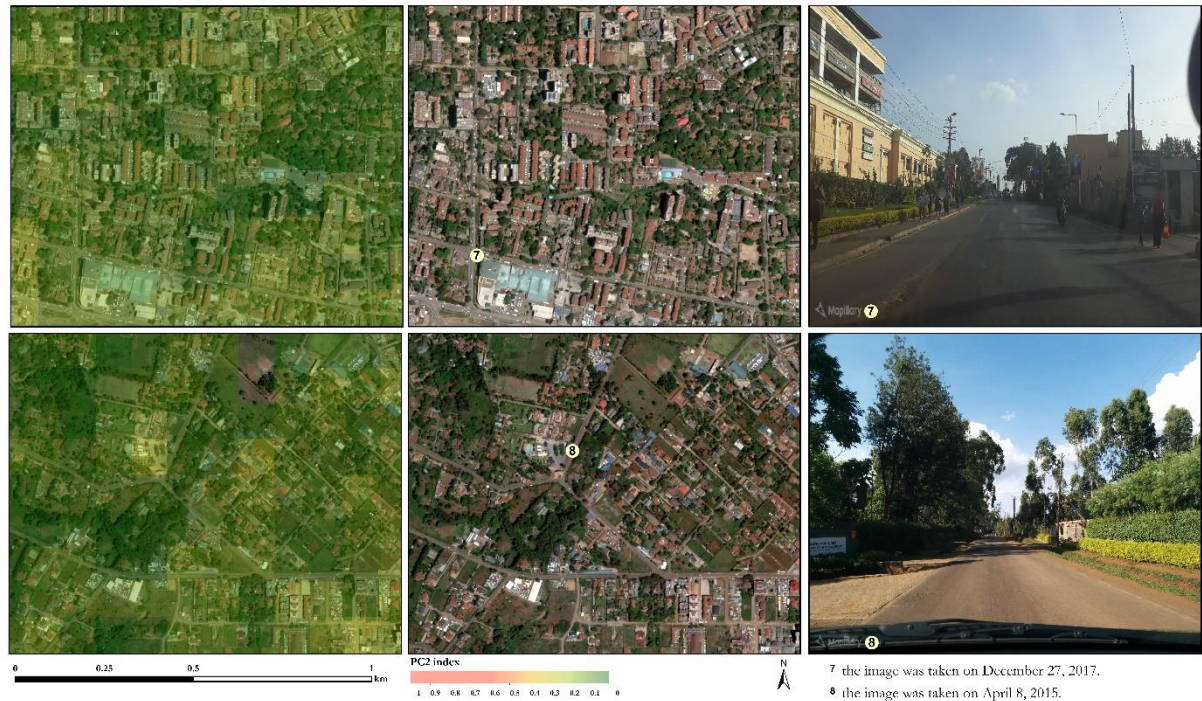 7
Mapillary 7
8
Mapillary 8
0 0.25 0.5 1
km
PC2 index
1 0.9 0.8 0.7 0.6 0.5 0.4 0.3 0.2 0.1 0
N
7 the image was taken on December 27, 2017.
8 the image was taken on April 8, 2015.